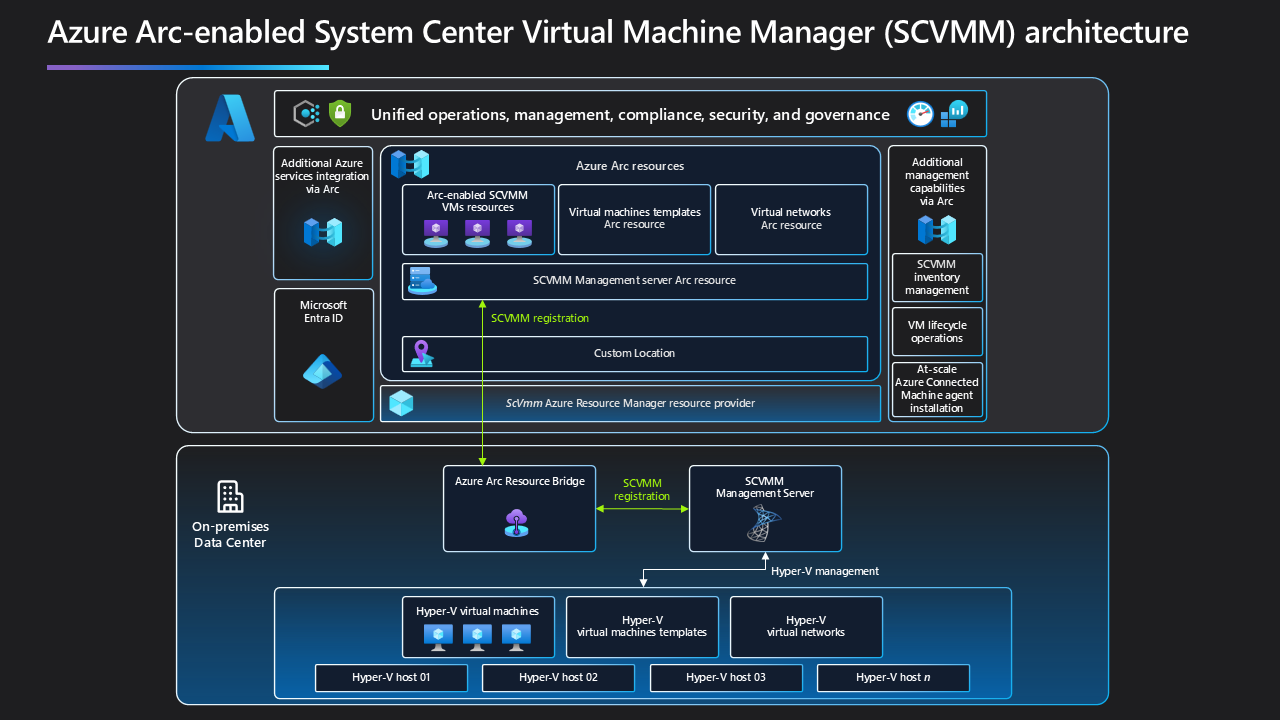 Azure Arc-enabled System Center Virtual Machine Manager (SCVMM) architecture
Unified operations, management, compliance, security, and governance
Additional Azure
services integration
via Arc
Microsoft
Entra ID
Azure Arc resources
Arc-enabled SCVMM
VMs resources
Virtual machines templates
Arc resource
Virtual networks
Arc resource
SCVMM Management server Arc resource
SCVMM registration
Custom Location
ScVmm Azure Resource Manager resource provider
Additional
management
capabilities
via Arc
SCVMM
inventory
management
VM lifecycle
operations
At-scale
Azure Connected
Machine agent
installation
On-premises
Data Center
Azure Arc Resource Bridge
SCVMM
registration
SCVMM
Management Server
Hyper-V management
Hyper-V virtual machines
Hyper-V
virtual machines templates
Hyper-V
virtual networks
Hyper-V host 01
Hyper-V host 02
Hyper-V host 03
Hyper-V host n